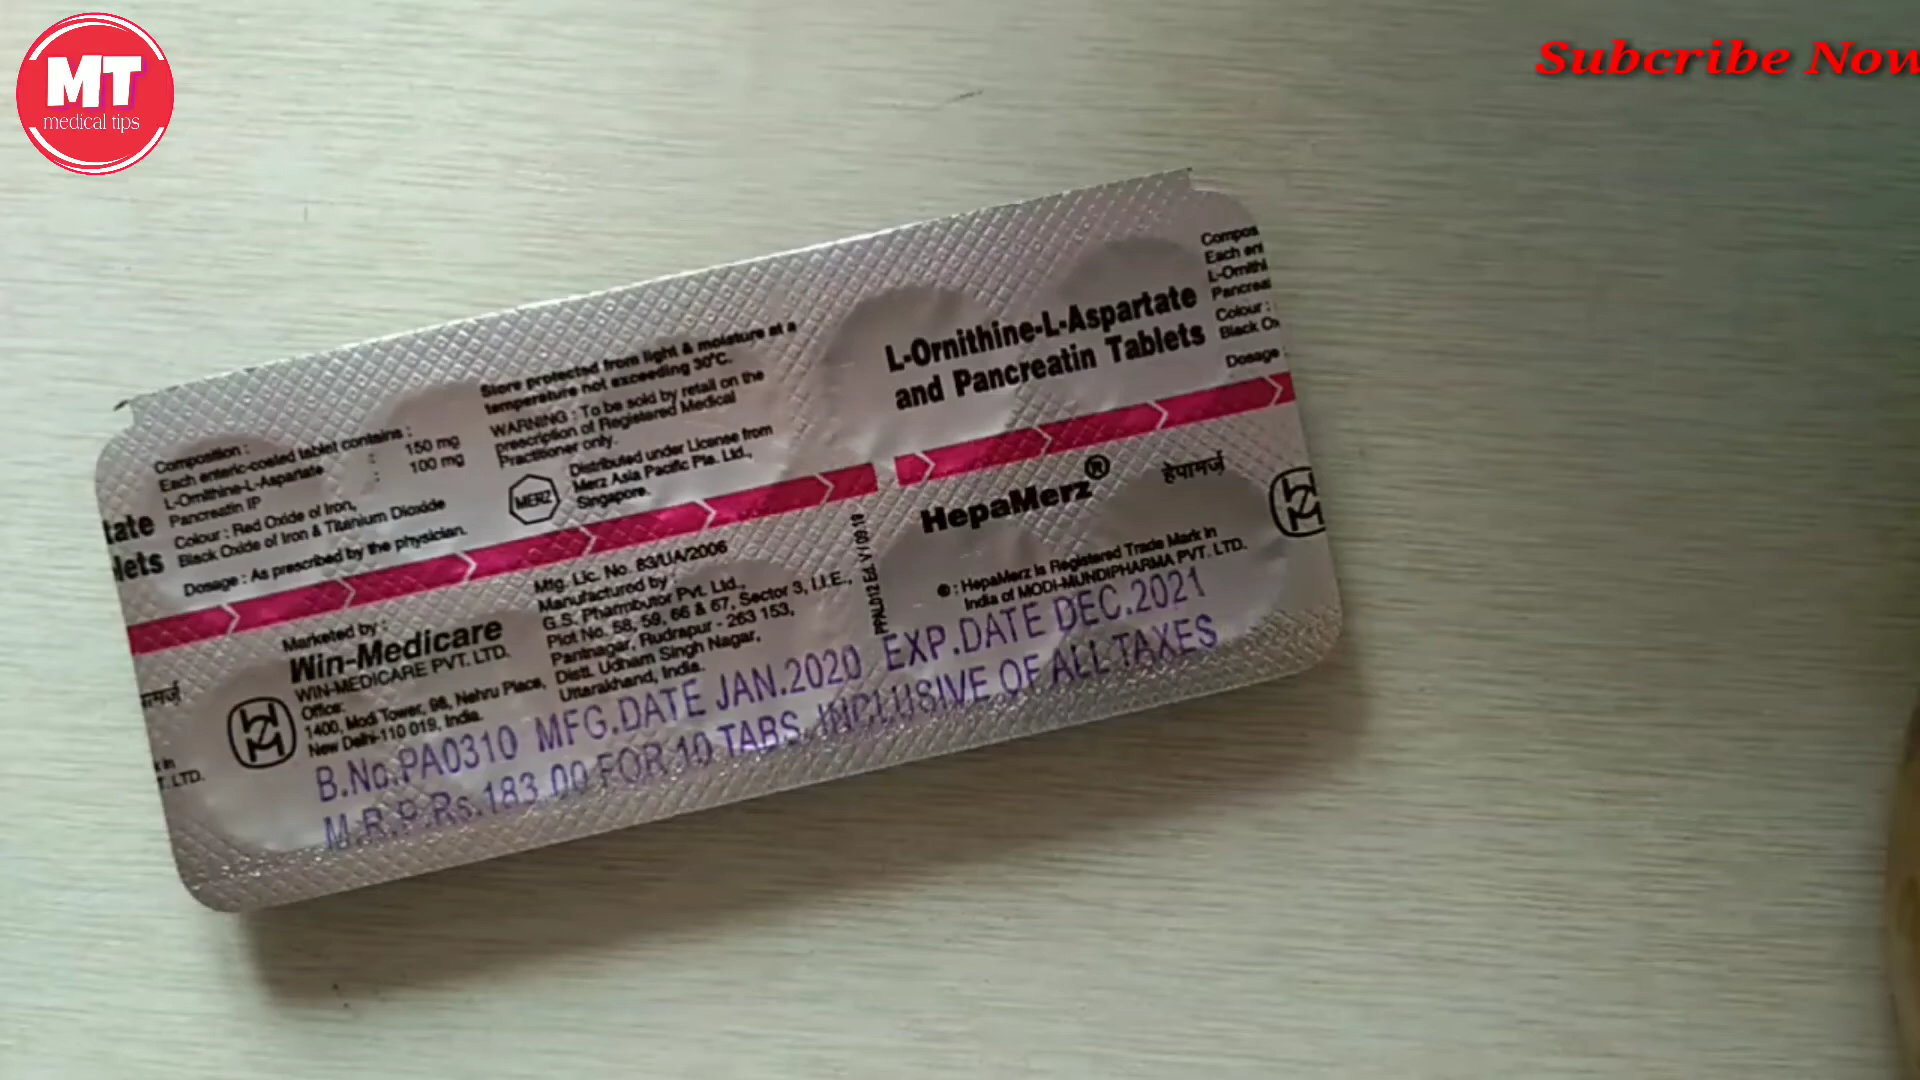 MT
medical tips
Subcribe Now
Composition :
Each enteric-coated tablet contains :
L-Ornithine-L-Aspartate : 150 mg
Pancreatin IP : 100 mg
Colour : Red Oxide of Iron,
Black Oxide of Iron & Titanium Dioxide
Dosage : As prescribed by the physician.
Store protected from light & moisture at a
temperature not exceeding 30°C.
WARNING : To be sold by retail on the
prescription of Registered Medical
Practitioner only.
MERZ
Distributed under License from
Merz Asia Pacific Pte. Ltd.,
Singapore.
L-Ornithine-L-Aspartate
and Pancreatin Tablets
Compos
Each ent
L-Ornithi
Pancreat
Colour :
Black Ox
Dosage :
tate
lets
Marketed by :
Win-Medicare
WIN-MEDICARE PVT. LTD.
Office:
1400, Modi Tower, 98, Nehru Place,
New Delhi-110 019, India.
Mfg. Lic. No. 63/UA/2006
Manufactured by :
G.S. Pharmbutor Pvt. Ltd.,
Plot No. 58, 59, 66 & 67, Sector 3, I.I.E.,
Pantnagar, Rudrapur - 263 153,
Distt. Udham Singh Nagar,
Uttarakhand, India.
HepaMerz®
हेपामर्ज़
® : HepaMerz is Registered Trade Mark in
India of MODI-MUNDIPHARMA PVT. LTD.
k in
T. LTD.
B.No.PA0310 MFG.DATE JAN.2020 EXP.DATE DEC.2021
M.R.P.Rs.183.00 FOR 10 TABS. INCLUSIVE OF ALL TAXES